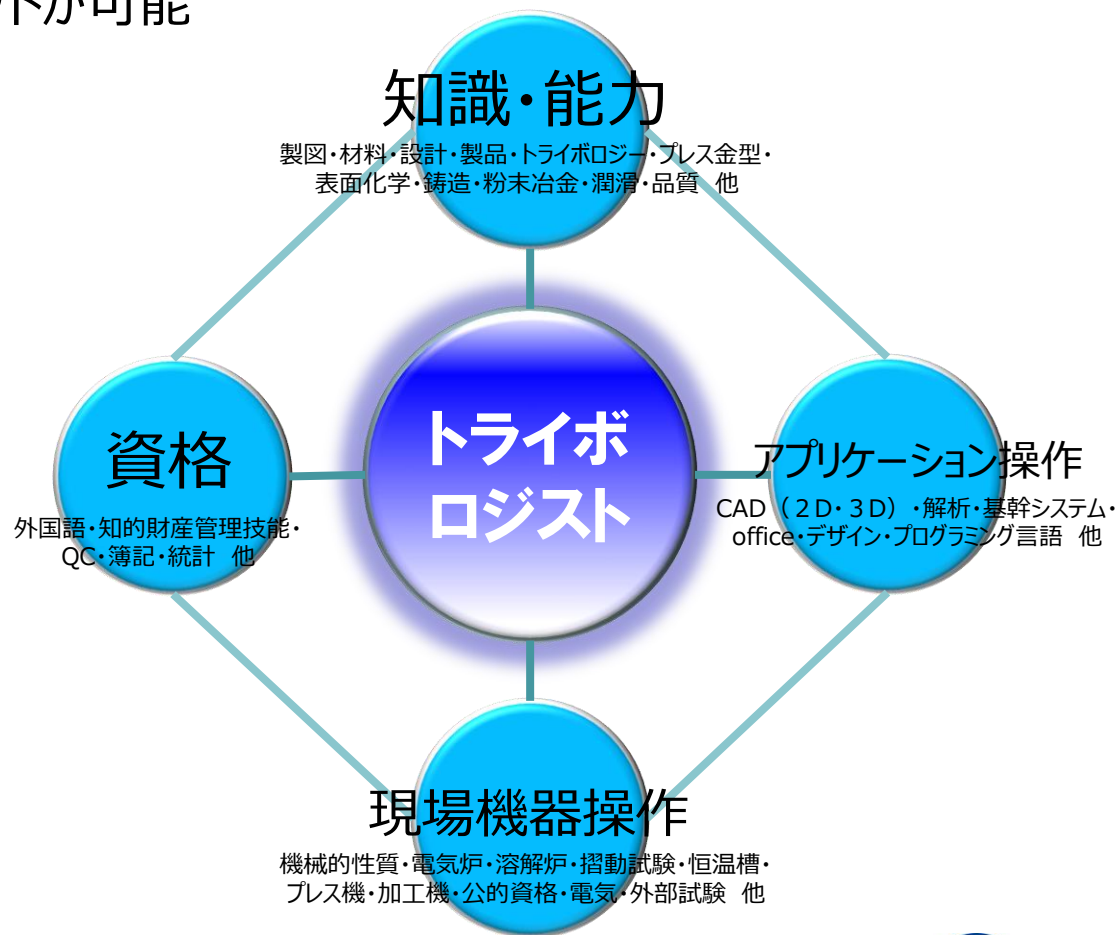 トが可能
知識・能力
製図・材料・設計・製品・トライボロジー・プレス金型・
表面化学・鋳造・粉末冶金・潤滑・品質 他
トライボ
ロジスト
資格
外国語・知的財産管理技能・
QC・簿記・統計 他
アプリケーション操作
CAD（２D・３D）・解析・基幹システム・
office・デザイン・プログラミング言語 他
現場機器操作
機械的性質・電気炉・溶解炉・摺動試験・恒温槽・
プレス機・加工機・公的資格・電気・外部試験 他